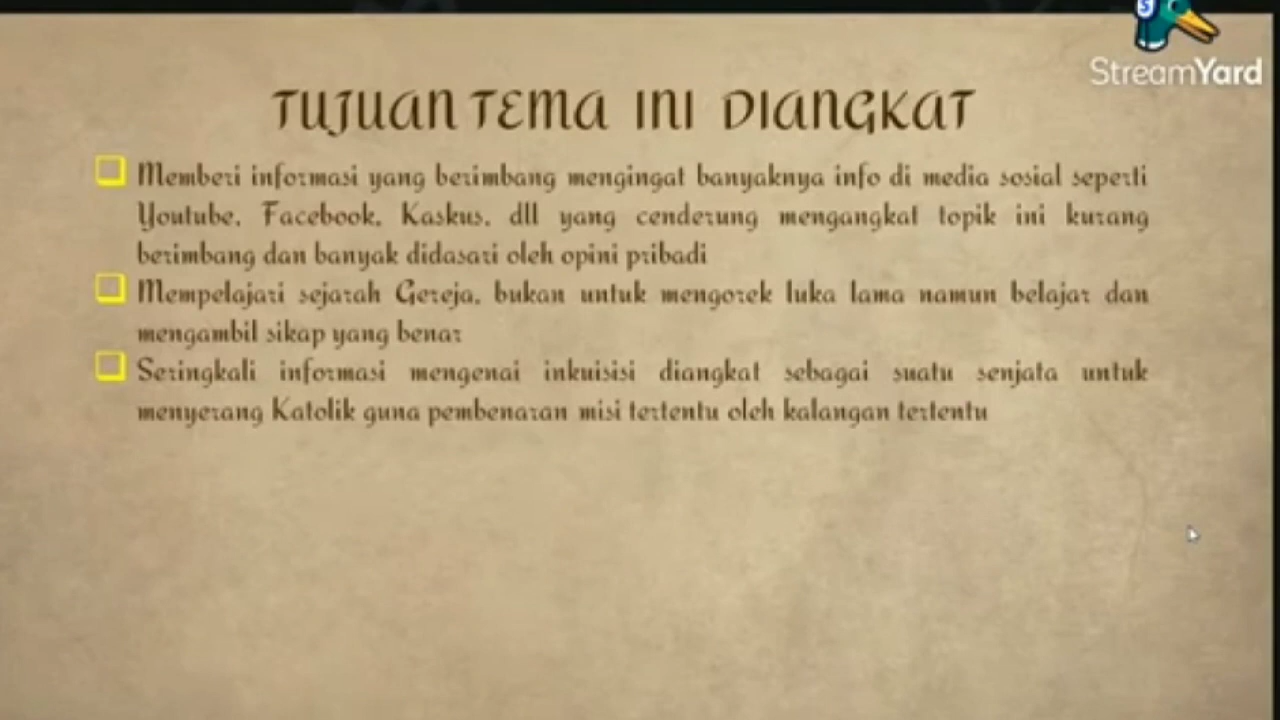 StreamYard
TUJUAN TEMA INI DIANGKAT
Memberi informasi yang berimbang mengingat banyaknya info di media sosial seperti
Youtube, Facebook, Kaskus, dll yang cenderung mengangkat topik ini kurang
berimbang dan banyak didasari oleh opini pribadi
Mempelajari sejarah Gereja, bukan untuk mengorek luka lama namun belajar dan
mengambil sikap yang benar
Seringkali informasi mengenai inkuisisi diangkat sebagai suatu senjata untuk
menyerang Katolik guna pembenaran misi tertentu oleh kalangan tertentu